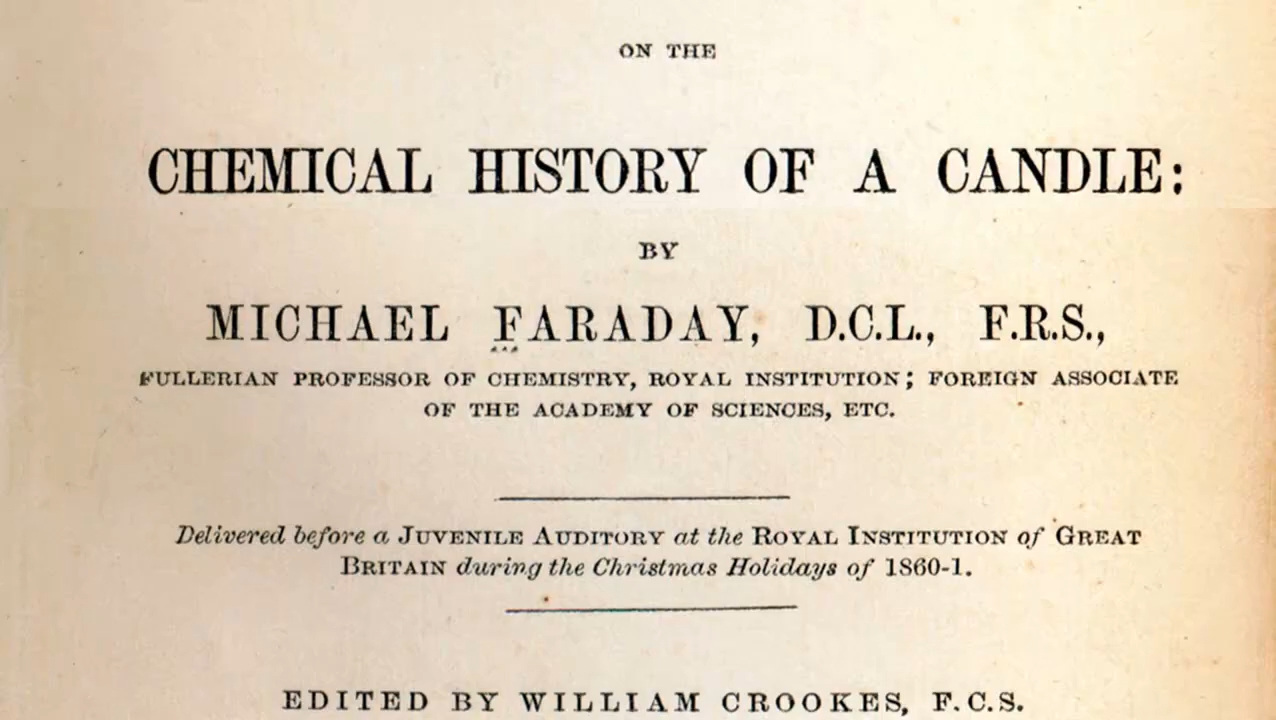 ON THE
CHEMICAL HISTORY OF A CANDLE:
BY
MICHAEL FARADAY, D.C.L., F.R.S.,
FULLERIAN PROFESSOR OF CHEMISTRY, ROYAL INSTITUTION; FOREIGN ASSOCIATE
OF THE ACADEMY OF SCIENCES, ETC.
Delivered before a JUVENILE AUDITORY at the ROYAL INSTITUTION of GREAT
BRITAIN during the Christmas Holidays of 1860-1.
EDITED BY WILLIAM CROOKES, F.C.S.